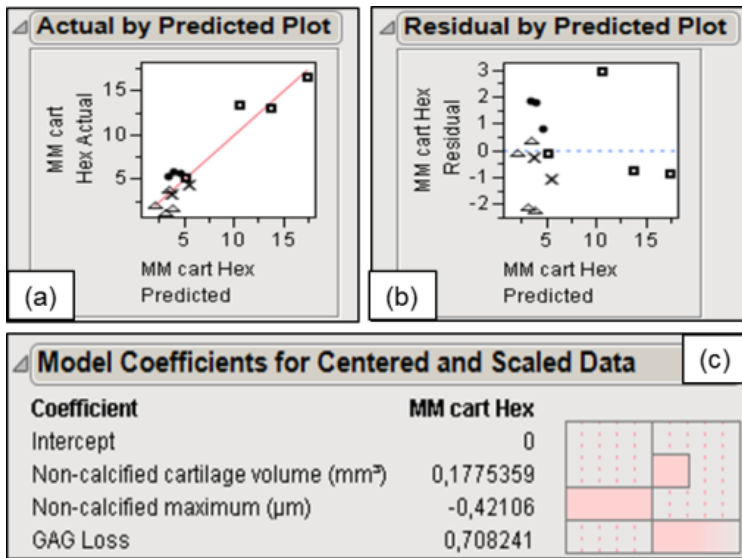 Actual by Predicted Plot
MM cart
Hex Actual
15
10
5
5 10 15
MM cart Hex
Predicted
(a)
Residual by Predicted Plot
MM cart Hex
Residual
3
2
1
0
-1
-2
5 10 15
MM cart Hex
Predicted
(b)
Model Coefficients for Centered and Scaled Data
(c)
Coefficient MM cart Hex
Intercept 0
Non-calcified cartilage volume (mm³) 0,1775359
Non-calcified maximum (µm) -0,42106
GAG Loss 0,708241